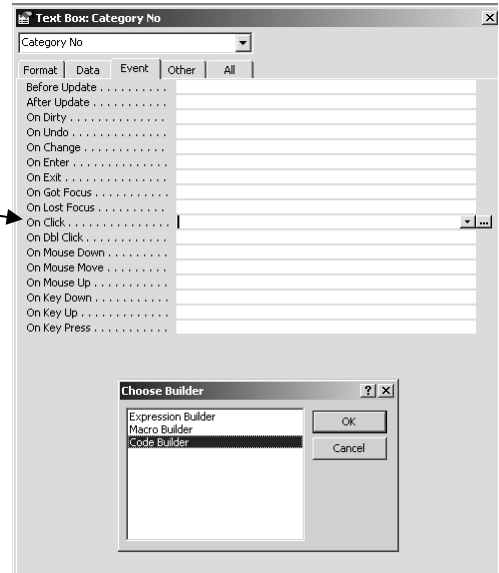 Text Box: Category No
Category No
Format Data Event Other All
Before Update . . . . . . . . . .
After Update . . . . . . . . . . .
On Dirty . . . . . . . . . . . . . .
On Undo . . . . . . . . . . . . .
On Change . . . . . . . . . . . .
On Enter . . . . . . . . . . . . .
On Exit . . . . . . . . . . . . . .
On Got Focus . . . . . . . . . .
On Lost Focus . . . . . . . . . .
On Click . . . . . . . . . . . . . . ...
On Dbl Click . . . . . . . . . . .
On Mouse Down . . . . . . . . .
On Mouse Move . . . . . . . . .
On Mouse Up . . . . . . . . . . .
On Key Down . . . . . . . . . .
On Key Up . . . . . . . . . . . . .
On Key Press . . . . . . . . . . .
Choose Builder ? X
Expression Builder
Macro Builder
Code Builder
OK
Cancel